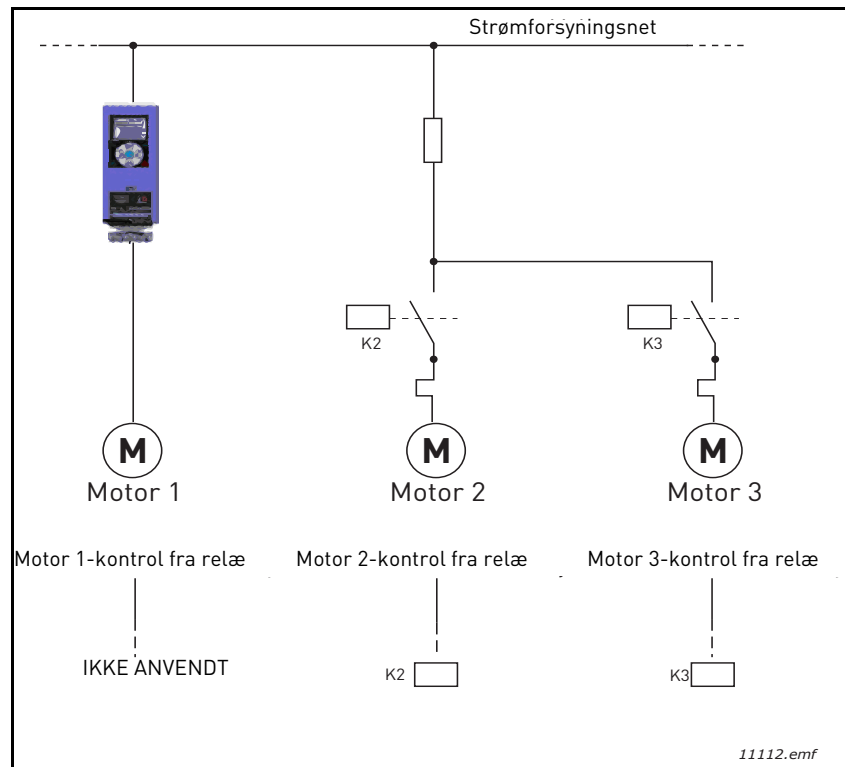 Strømforsyningsnet
K2
K3
M
M
M
Motor 1
Motor 2
Motor 3
Motor 1-kontrol fra relæ
Motor 2-kontrol fra relæ
Motor 3-kontrol fra relæ
IKKE ANVENDT
K2
K3
11112.emf